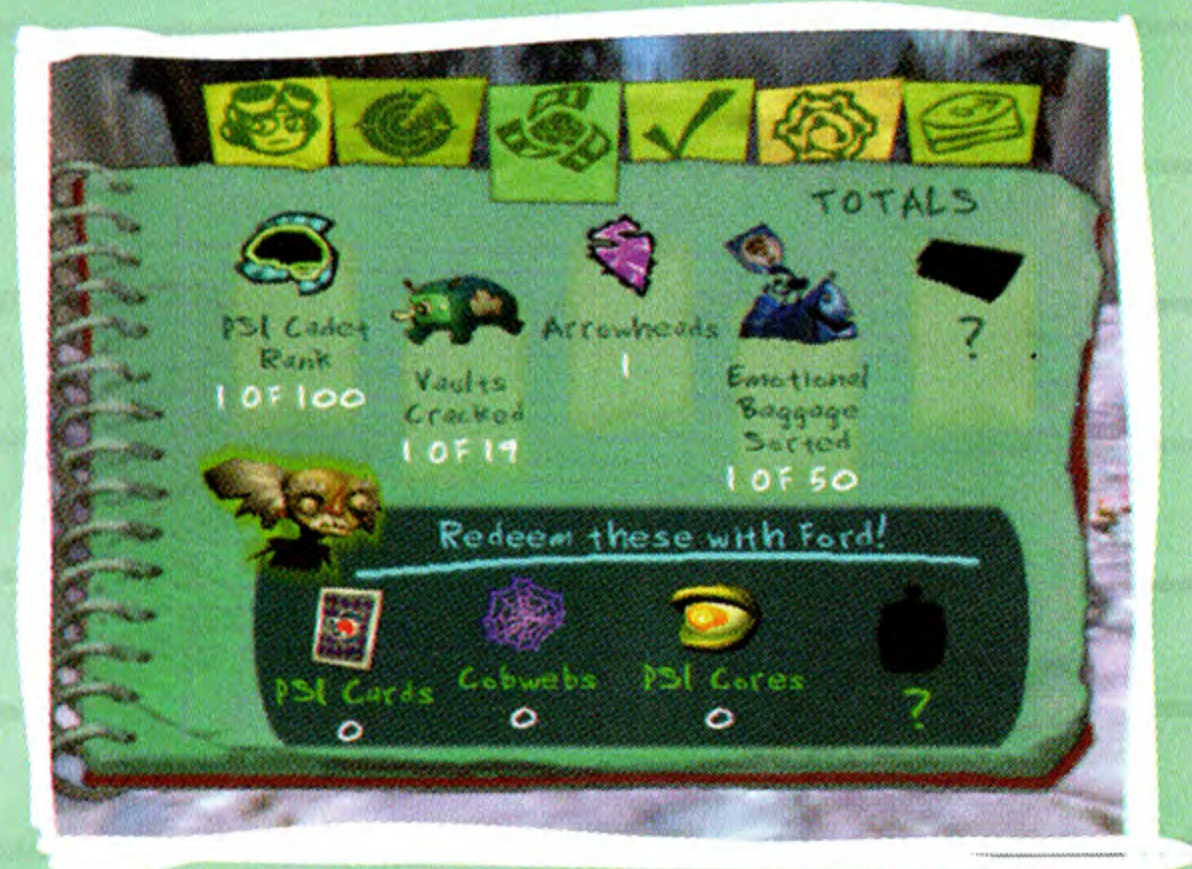 TOTALS
PSI Cadet
Rank
1 OF 100
Vaults
Cracked
1 OF 19
Arrowheads
1
Emotional
Baggage
Sorted
1 OF 50
?
Redeem these with Ford!
PSI Cards
0
Cobwebs
0
PSI Cores
0
?